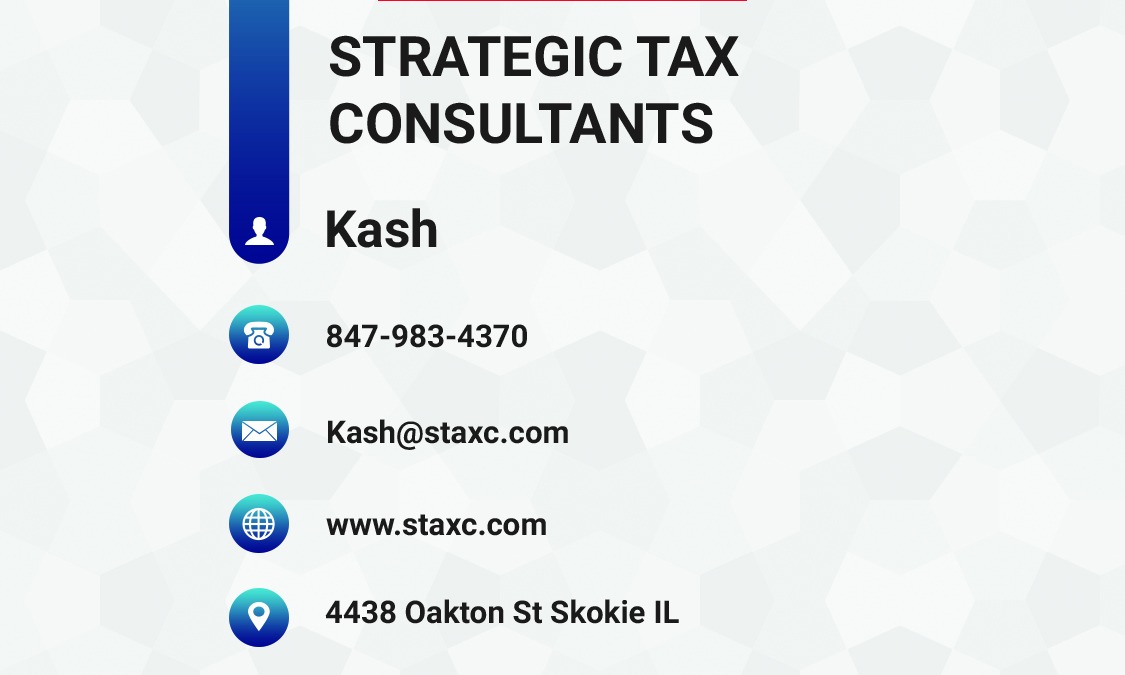 STRATEGIC TAX
CONSULTANTS
Kash
847-983-4370
Kash@staxc.com
www.staxc.com
4438 Oakton St Skokie IL